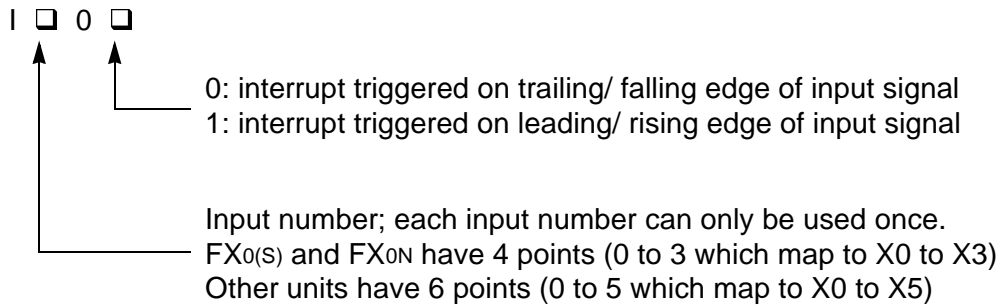 I ❑ 0 ❑
0: interrupt triggered on trailing/ falling edge of input signal
1: interrupt triggered on leading/ rising edge of input signal
Input number; each input number can only be used once.
FX0(S) and FX0N have 4 points (0 to 3 which map to X0 to X3)
Other units have 6 points (0 to 5 which map to X0 to X5)